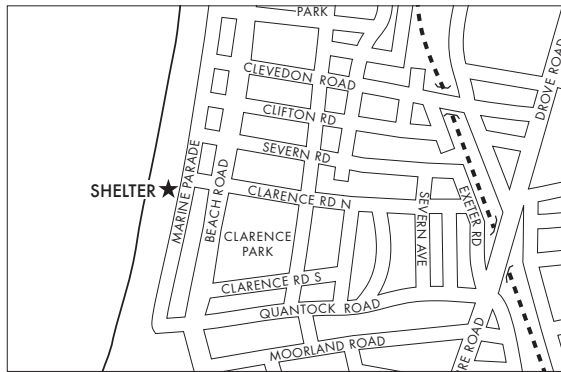 PARK
CLEVEDON ROAD
DROVE ROAD
CLIFTON RD
SEVERN RD
SHELTER
MARINE PARADE
BEACH ROAD
CLARENCE RD N
SEVERN AVE
EXETER RD
CLARENCE
PARK
CLARENCE RD S
QUANTOCK ROAD
MOORLAND ROAD
RE ROAD